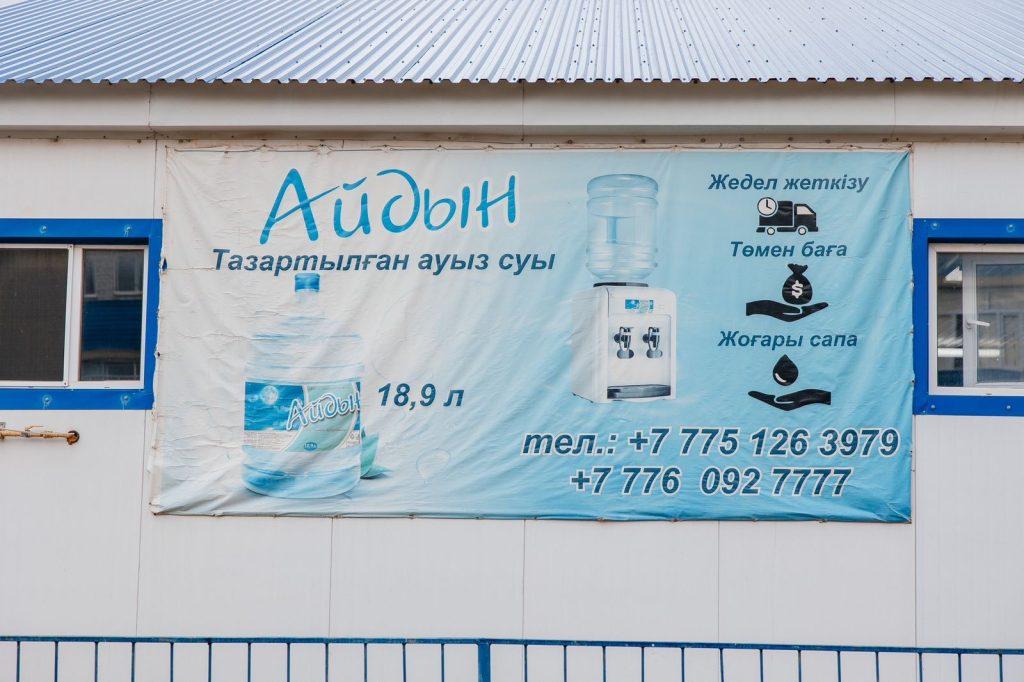 Айдын
Тазартылған ауыз суы
Айдын
18,9 л
Жедел жеткізу
Төмен баға
$
Жоғары сапа
тел.: +7 775 126 3979
+7 776 092 7777